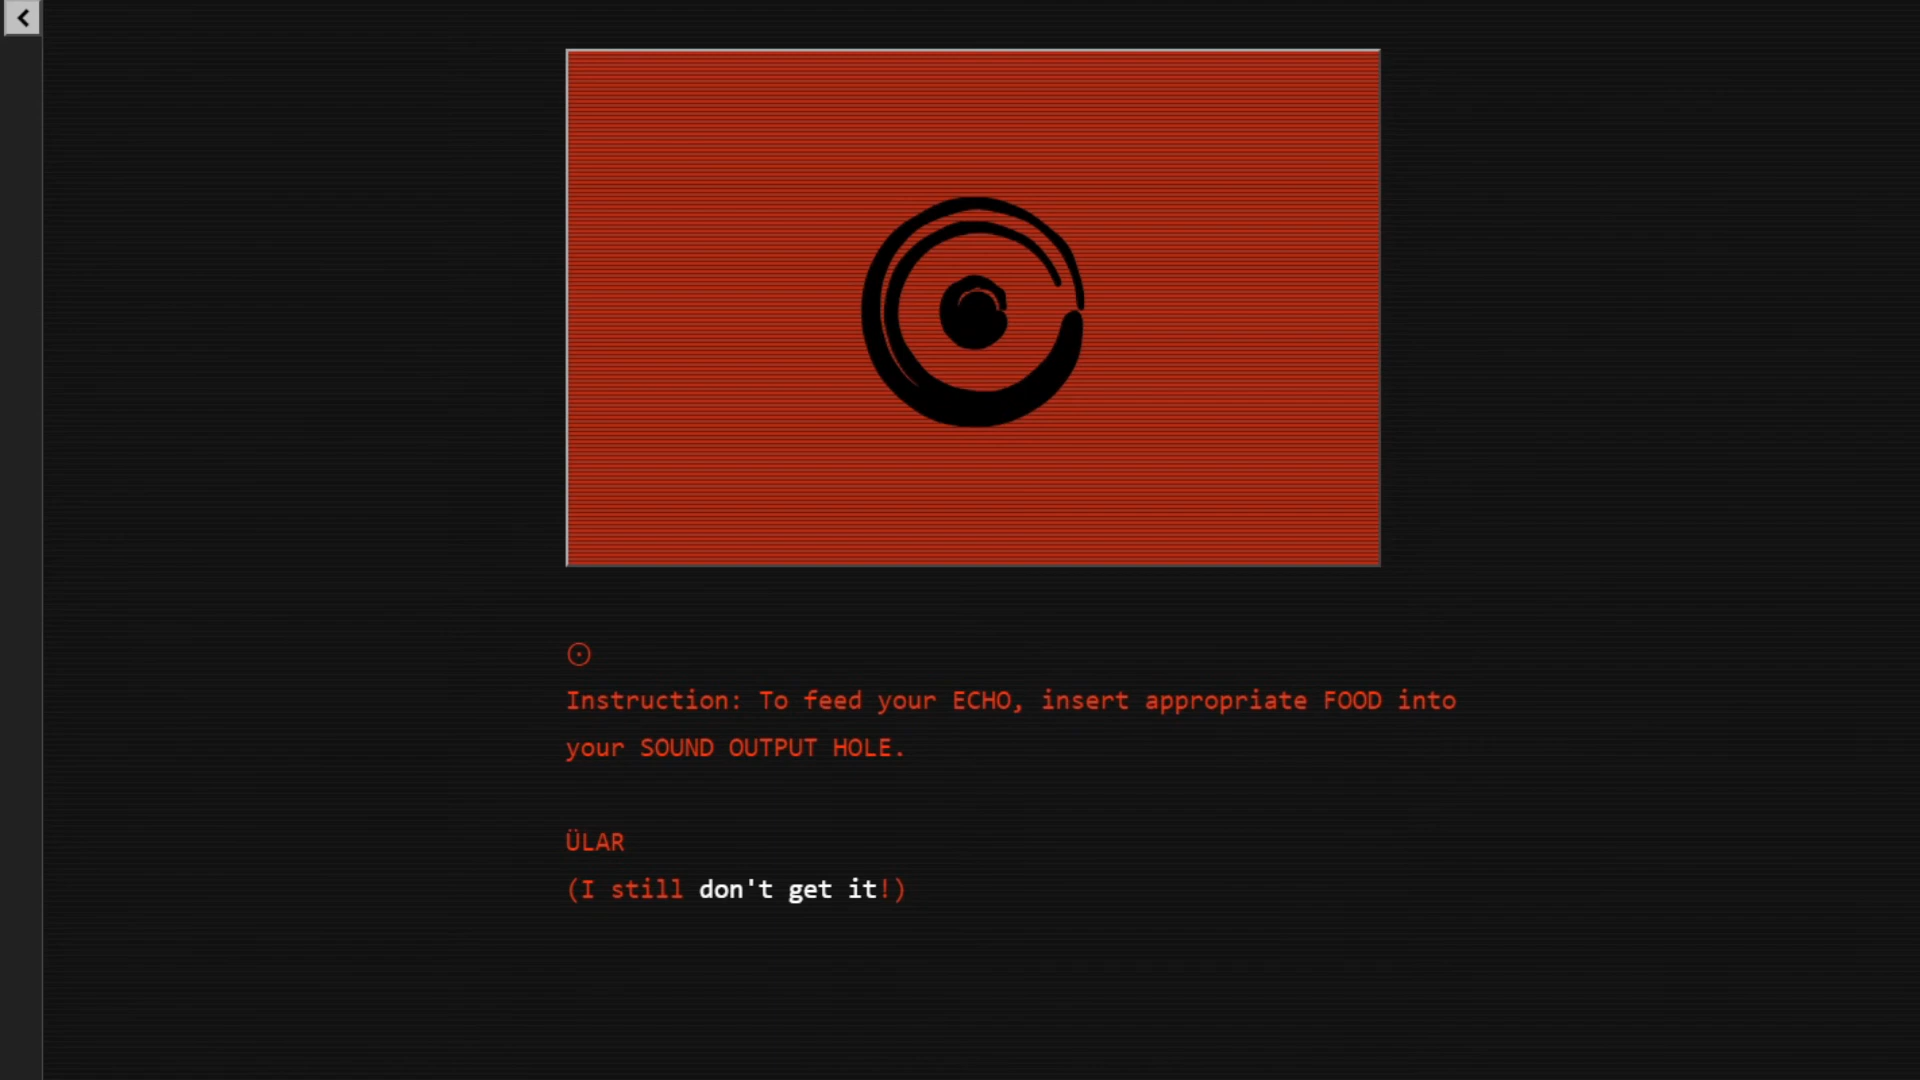 ⊙
Instruction: To feed your ECHO, insert appropriate FOOD into
your SOUND OUTPUT HOLE.
ÜLAR
(I still don't get it!)